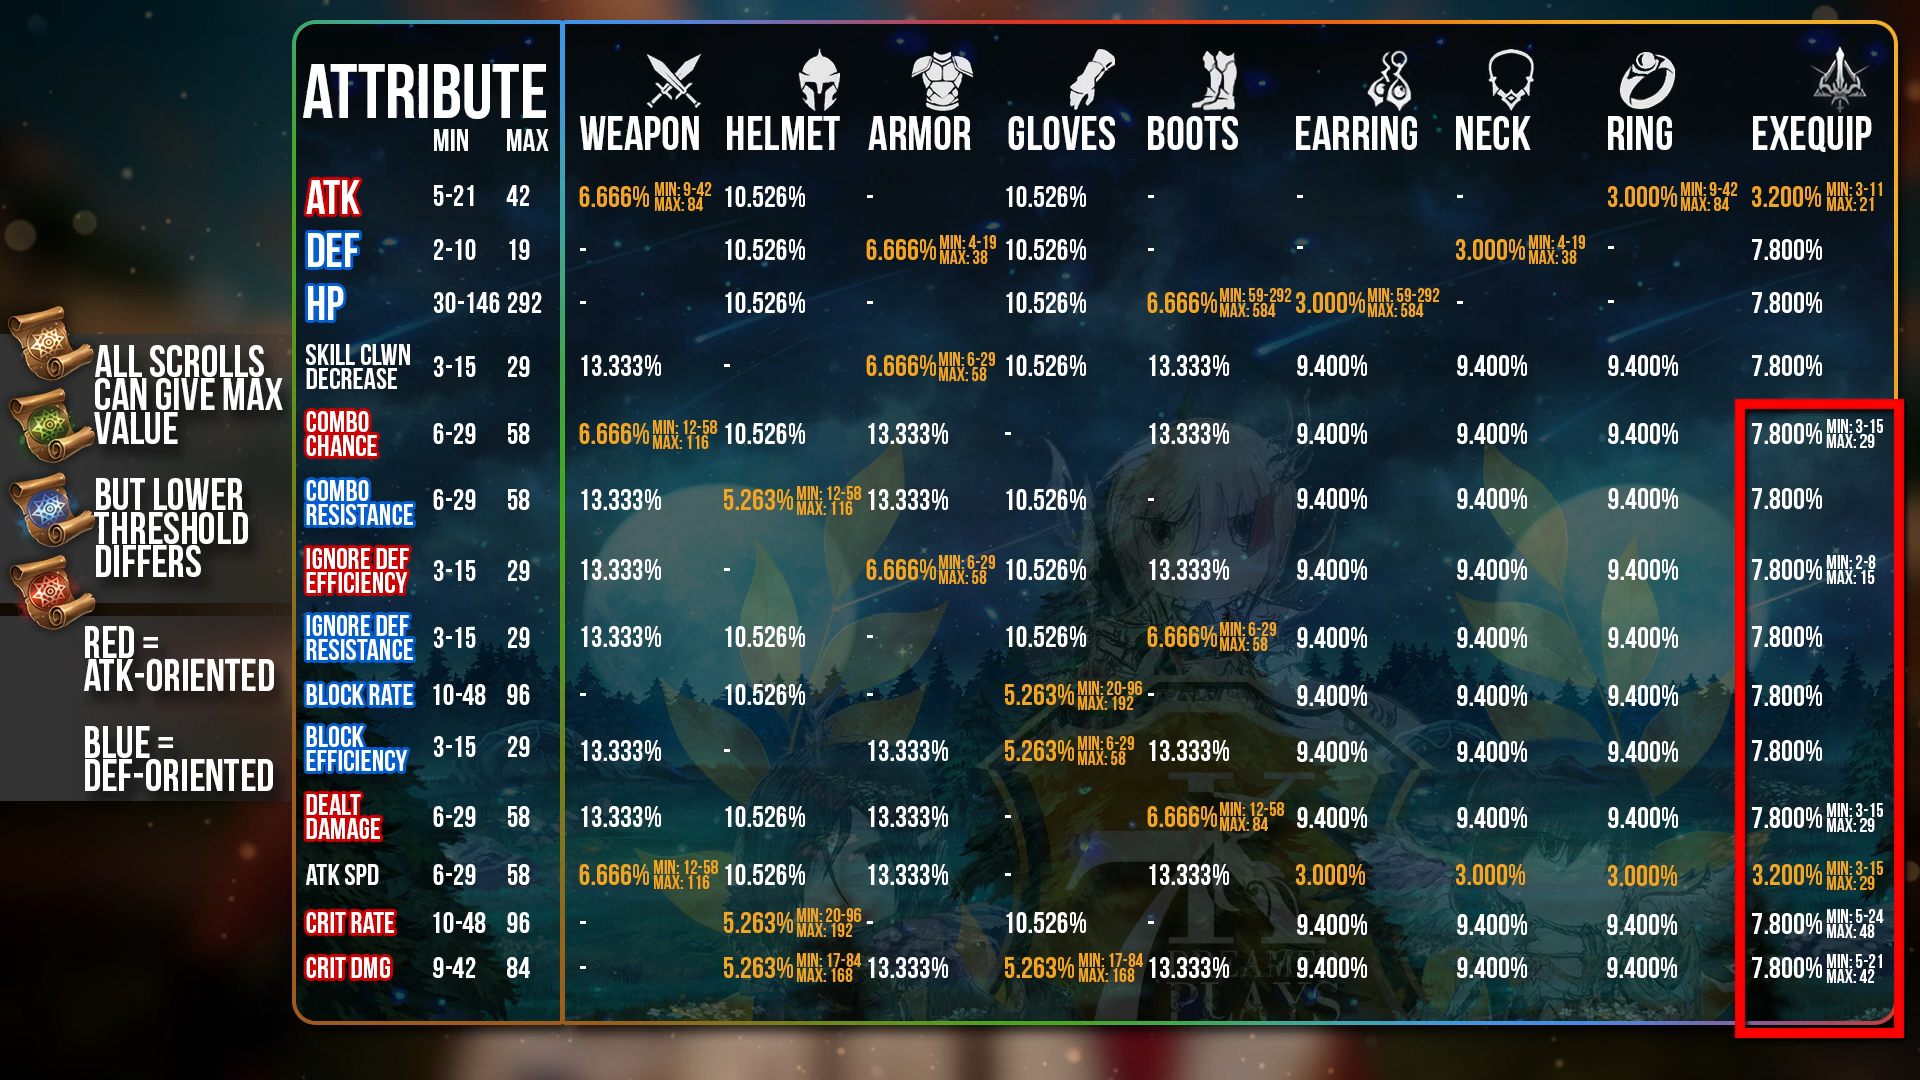 ATTRIBUTE
MIN MAX
WEAPON HELMET ARMOR GLOVES BOOTS EARRING NECK RING EXEQUIP
ATK 5-21 42 6.666% MIN: 9-42 MAX: 84 10.526% - 10.526% - - - 3.000% MIN: 9-42 MAX: 84 3.200% MIN: 3-11 MAX: 21
DEF 2-10 19 - 10.526% 6.666% MIN: 4-19 MAX: 38 10.526% - - 3.000% MIN: 4-19 MAX: 38 - 7.800%
HP 30-146 292 - 10.526% - 10.526% 6.666% MIN: 59-292 MAX: 584 3.000% MIN: 59-292 MAX: 584 - - 7.800%
SKILL CLWN DECREASE 3-15 29 13.333% - 6.666% MIN: 6-29 MAX: 58 10.526% 13.333% 9.400% 9.400% 9.400% 7.800%
COMBO CHANCE 6-29 58 6.666% MIN: 12-58 MAX: 116 10.526% 13.333% - 13.333% 9.400% 9.400% 9.400% 7.800% MIN: 3-15 MAX: 29
COMBO RESISTANCE 6-29 58 13.333% 5.263% MIN: 12-58 MAX: 116 13.333% 10.526% - 9.400% 9.400% 9.400% 7.800%
IGNORE DEF EFFICIENCY 3-15 29 13.333% - 6.666% MIN: 6-29 MAX: 58 10.526% 13.333% 9.400% 9.400% 9.400% 7.800% MIN: 2-8 MAX: 15
IGNORE DEF RESISTANCE 3-15 29 13.333% 10.526% - 10.526% 6.666% MIN: 6-29 MAX: 58 9.400% 9.400% 9.400% 7.800%
BLOCK RATE 10-48 96 - 10.526% - 5.263% MIN: 20-96 MAX: 192 - 9.400% 9.400% 9.400% 7.800%
BLOCK EFFICIENCY 3-15 29 13.333% - 13.333% 5.263% MIN: 6-29 MAX: 58 13.333% 9.400% 9.400% 9.400% 7.800%
DEALT DAMAGE 6-29 58 13.333% 10.526% 13.333% - 6.666% MIN: 12-58 MAX: 84 9.400% 9.400% 9.400% 7.800% MIN: 3-15 MAX: 29
ATK SPD 6-29 58 6.666% MIN: 12-58 MAX: 116 10.526% 13.333% - 13.333% 3.000% 3.000% 3.000% 3.200% MIN: 3-15 MAX: 29
CRIT RATE 10-48 96 - 5.263% MIN: 20-96 MAX: 192 - 10.526% - 9.400% 9.400% 9.400% 7.800% MIN: 5-24 MAX: 48
CRIT DMG 9-42 84 - 5.263% MIN: 17-84 MAX: 168 13.333% 5.263% MIN: 17-84 MAX: 168 13.333% 9.400% 9.400% 9.400% 7.800% MIN: 5-21 MAX: 42
ALL SCROLLS
CAN GIVE MAX
VALUE
BUT LOWER
THRESHOLD
DIFFERS
RED =
ATK-ORIENTED
BLUE =
DEF-ORIENTED
PLAYS